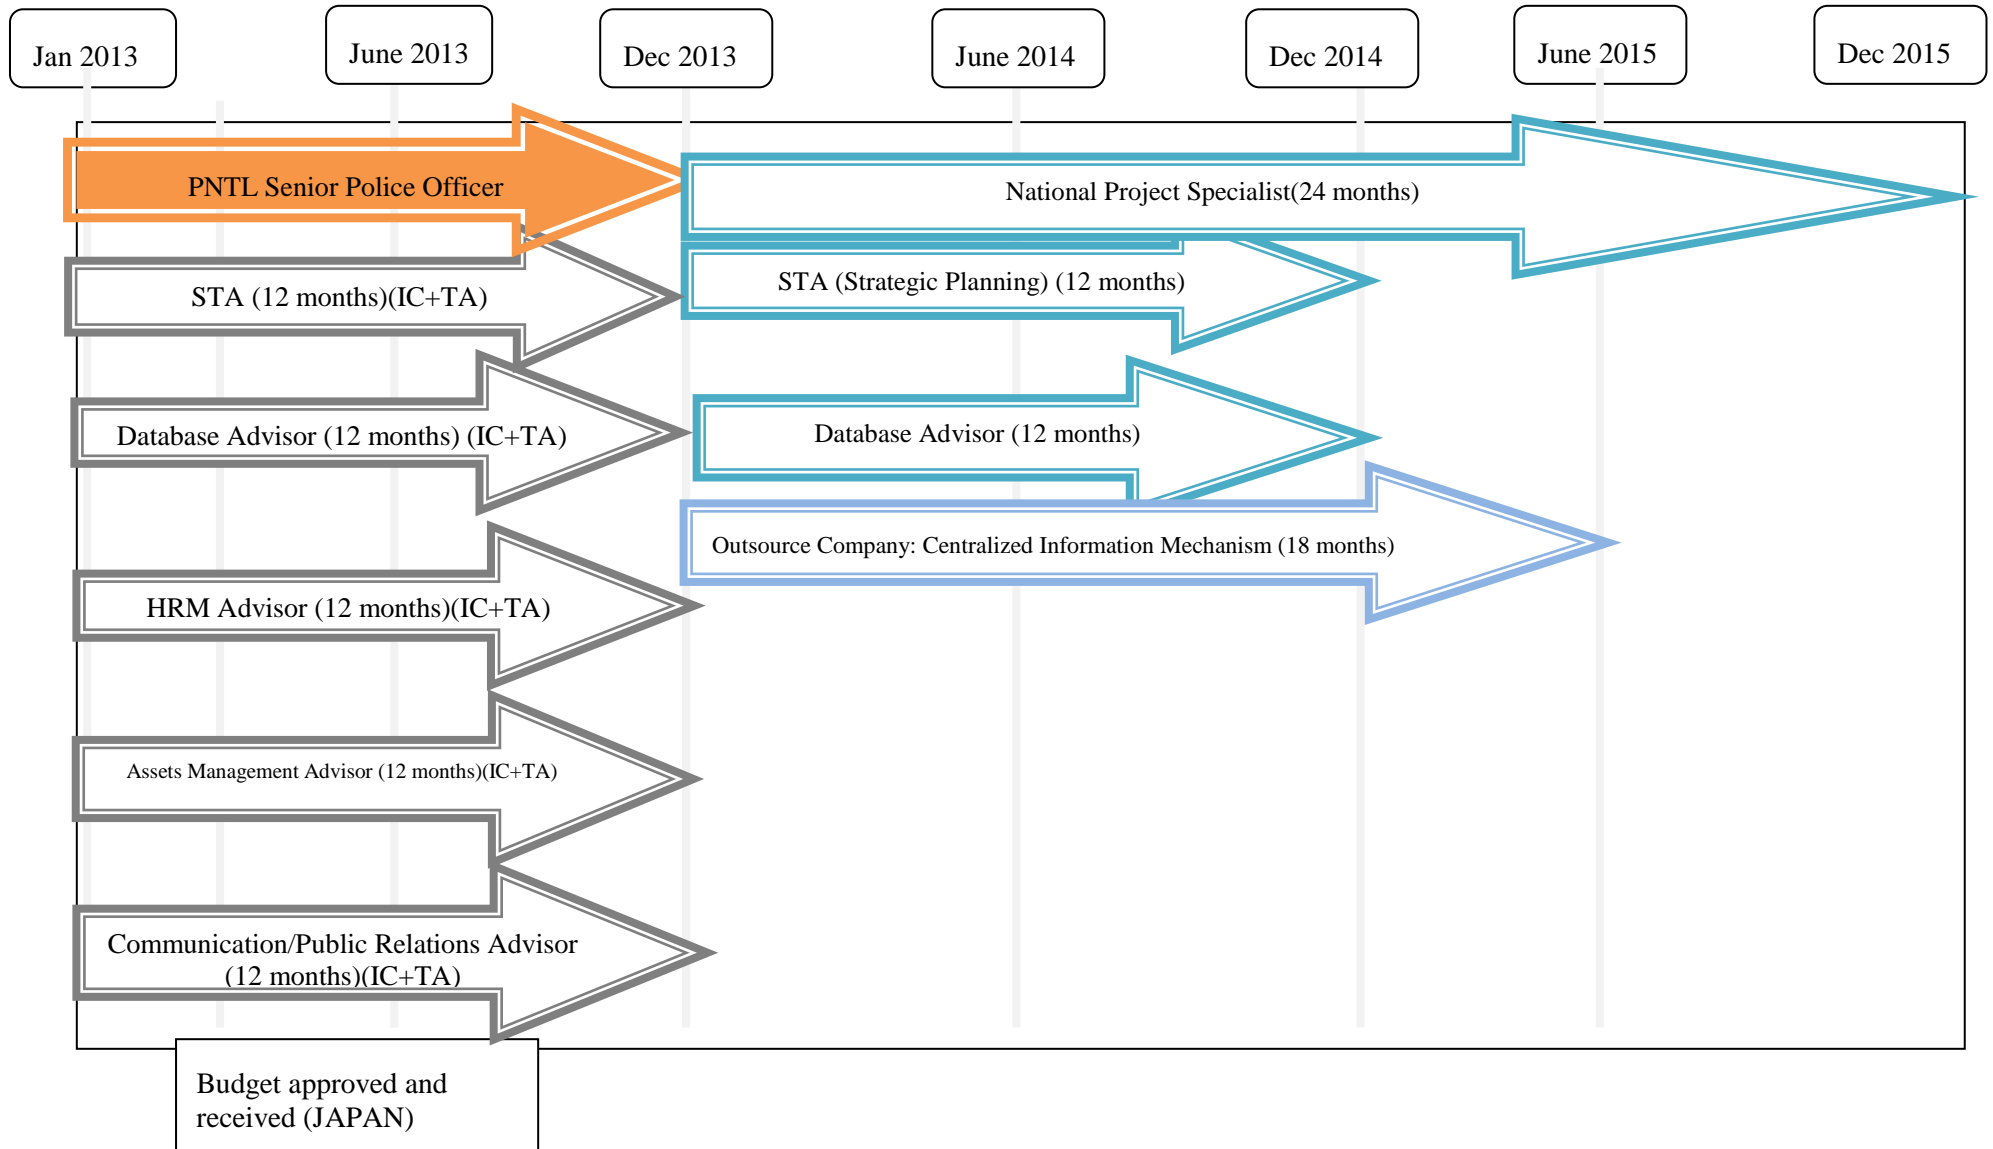 Jan 2013
June 2013
Dec 2013
June 2014
Dec 2014
June 2015
Dec 2015
PNTL Senior Police Officer
National Project Specialist(24 months)
STA (12 months)(IC+TA)
STA (Strategic Planning) (12 months)
Database Advisor (12 months) (IC+TA)
Database Advisor (12 months)
Outsource Company: Centralized Information Mechanism (18 months)
HRM Advisor (12 months)(IC+TA)
Assets Management Advisor (12 months)(IC+TA)
Communication/Public Relations Advisor
(12 months)(IC+TA)
Budget approved and
received (JAPAN)